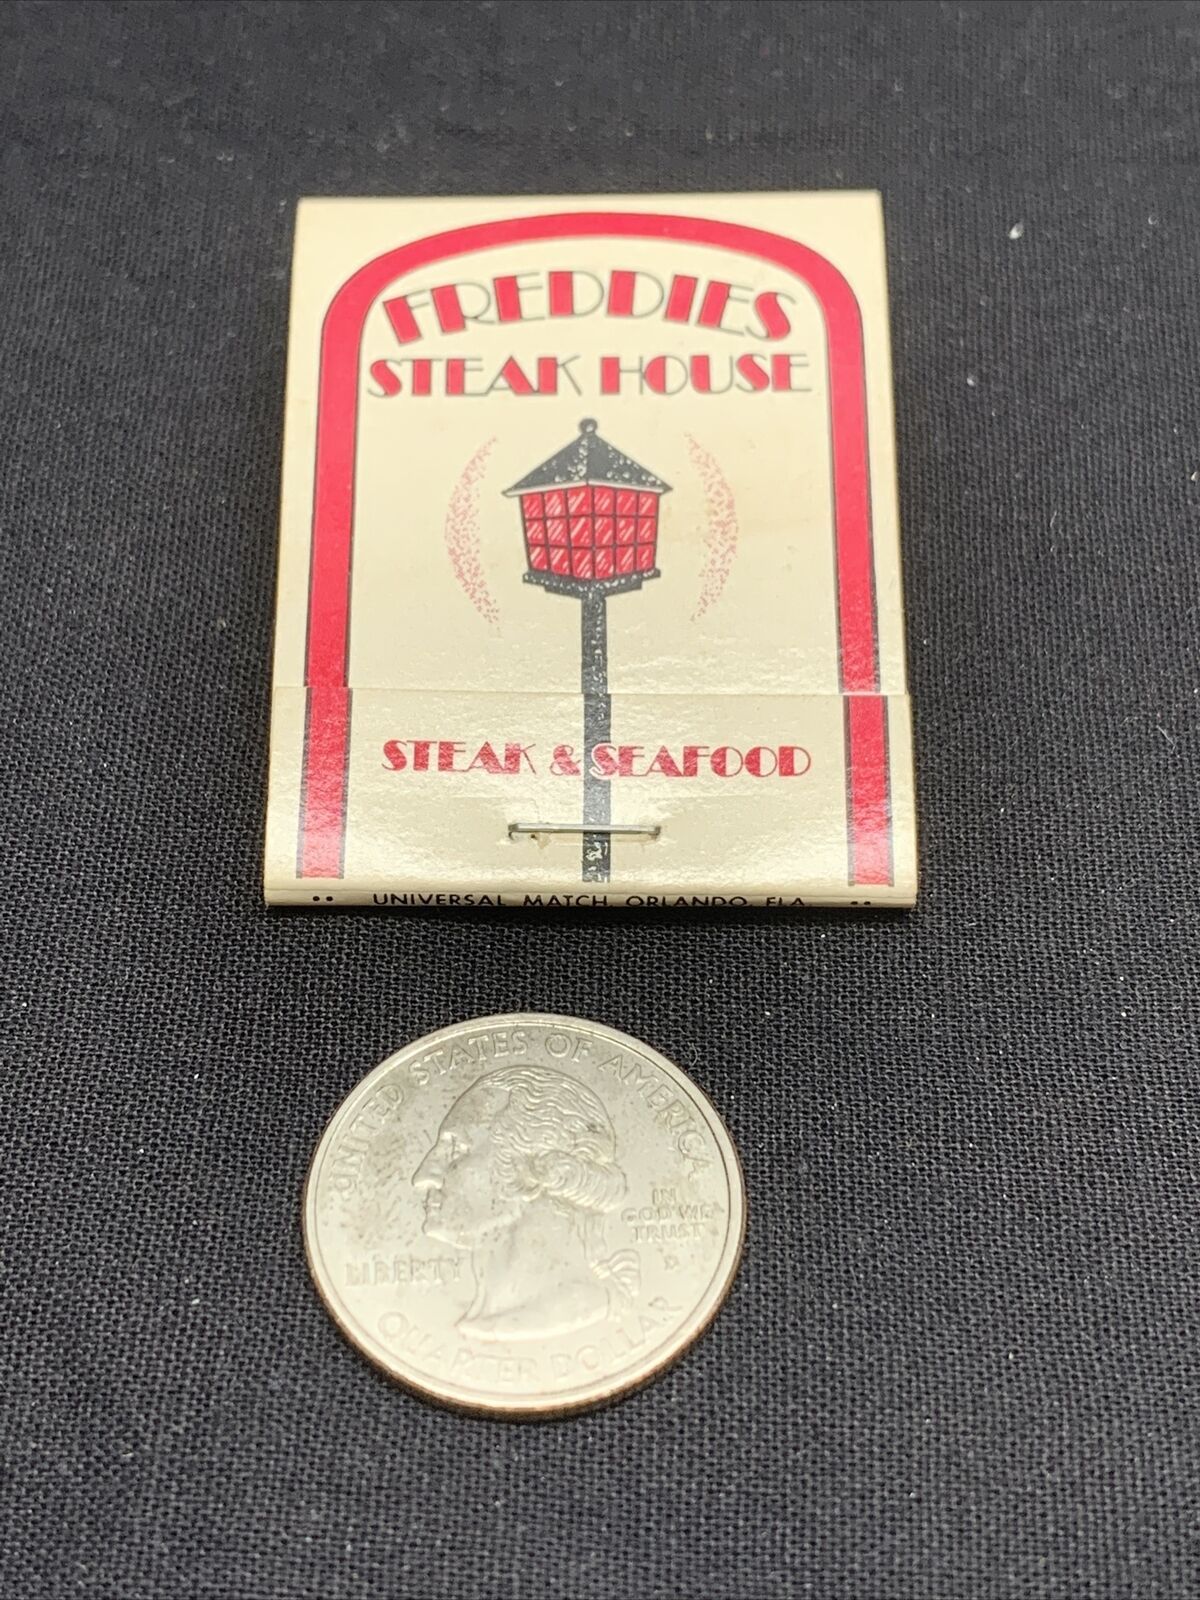 FREDDIES
STEAK HOUSE
STEAK & SEAFOOD
UNIVERSAL MATCH, ORLANDO, FLA
UNITED STATES OF AMERICA
IN
GOD WE
TRUST
D
LIBERTY
QUARTER DOLLAR